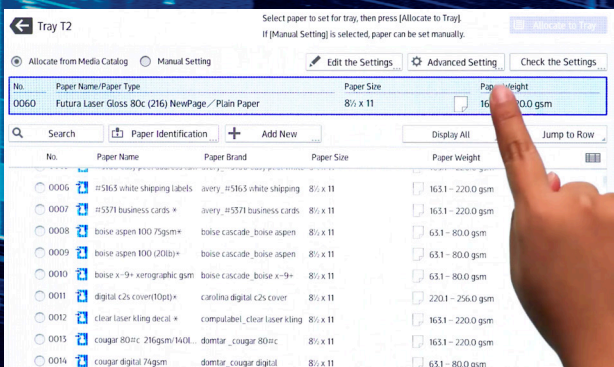 Tray T2
Select paper to set for tray, then press [Allocate to Tray].
If [Manual Setting] is selected, paper can be set manually.
Allocate to Tray
Allocate from Media Catalog Manual Setting Edit the Settings Advanced Setting Check the Settings
No. Paper Name/Paper Type Paper Size Weight
0060 Futura Laser Gloss 80c (216) NewPage／Plain Paper 8½ x 11 gsm
Search Paper Identification Add New Display All Jump to Row
No. Paper Name Paper Brand Paper Size Paper Weight
0006 #5163 white shipping labels avery_#5163 white shipping 8½ x 11 163.1 – 220.0 gsm
0007 #5371 business cards * avery_#5371 business cards 8½ x 11 163.1 – 220.0 gsm
0008 boise aspen 100 75gsm* boise cascade_boise aspen 8½ x 11 63.1 – 80.0 gsm
0009 boise aspen 100 (20lb)* boise cascade_boise aspen 8½ x 11 63.1 – 80.0 gsm
0010 boise x-9+ xerographic gsm boise cascade_boise x-9+ 8½ x 11 63.1 – 80.0 gsm
0011 digital c2s cover(10pt)* carolina digital c2s cover 8½ x 11 220.1 – 256.0 gsm
0012 clear laser kling decal * compulabel_clear laser kling 8½ x 11 163.1 – 220.0 gsm
0013 cougar 80#c 216gsm/140l... domtar_cougar 80#c 8½ x 11 163.1 – 220.0 gsm
0014 cougar digital 74gsm domtar_cougar digital 8½ x 11 63.1 – 80.0 gsm